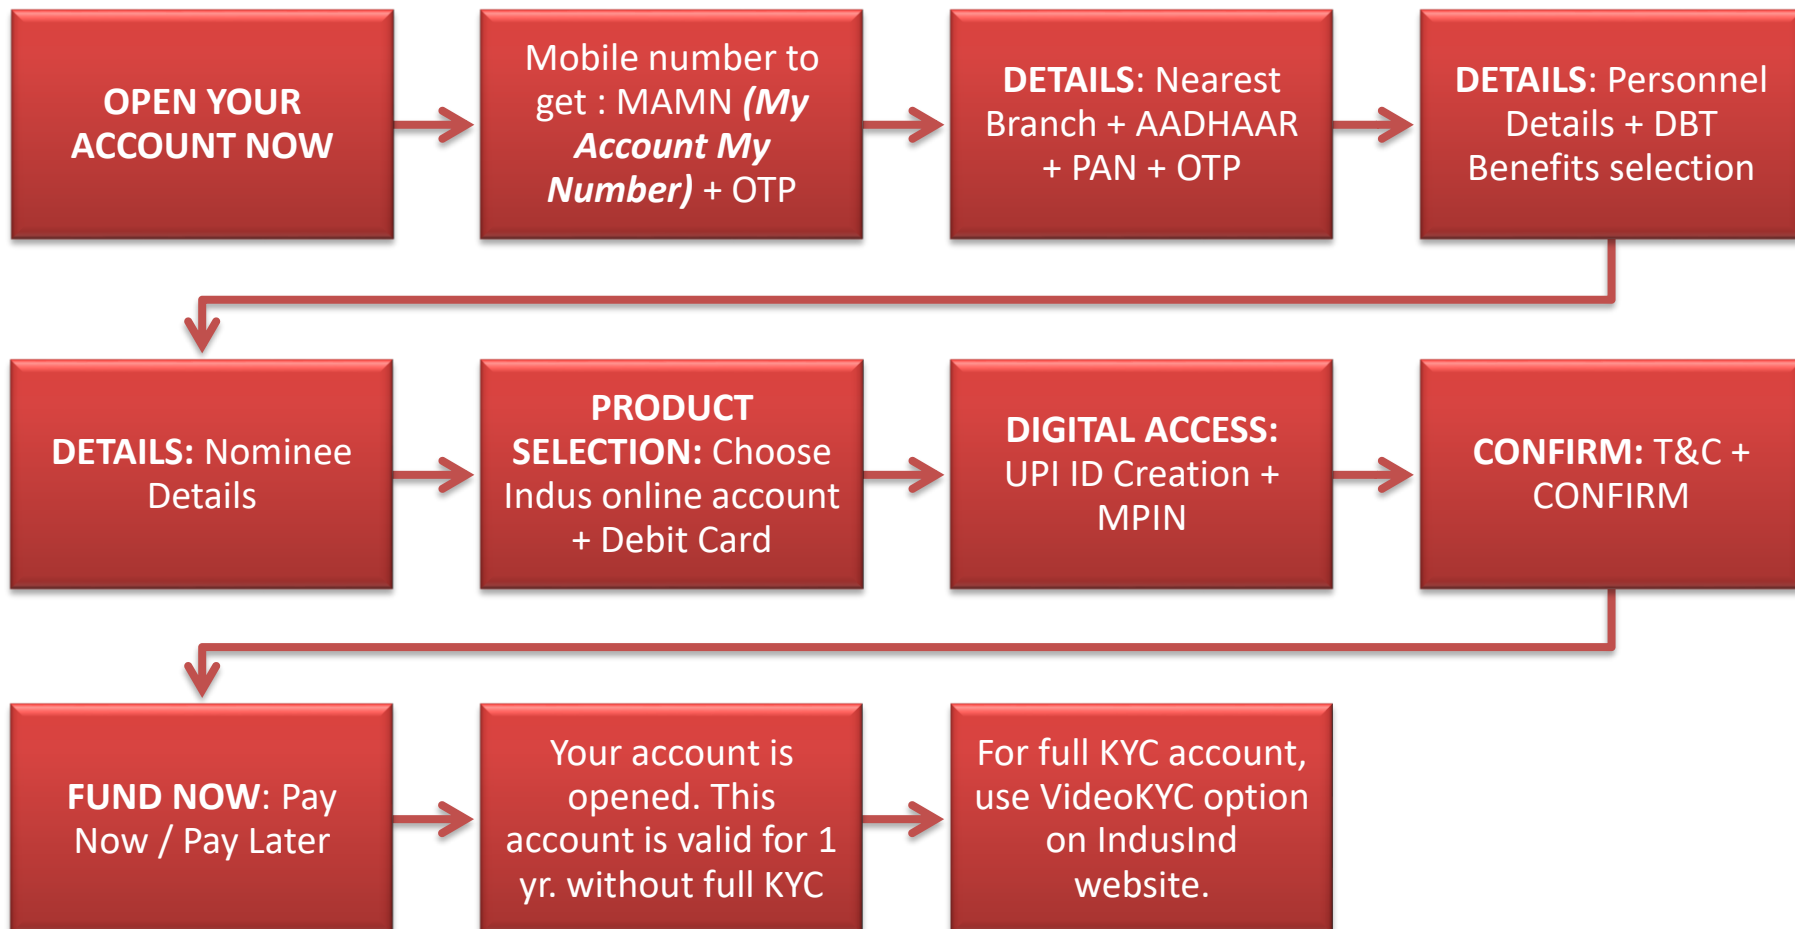 OPEN YOUR
ACCOUNT NOW
Mobile number to
get : MAMN (My
Account My
Number) + OTP
DETAILS: Nearest
Branch + AADHAAR
+ PAN + OTP
DETAILS: Personnel
Details + DBT
Benefits selection
DETAILS: Nominee
Details
PRODUCT
SELECTION: Choose
Indus online account
+ Debit Card
DIGITAL ACCESS:
UPI ID Creation +
MPIN
CONFIRM: T&C +
CONFIRM
FUND NOW: Pay
Now / Pay Later
Your account is
opened. This
account is valid for 1
yr. without full KYC
For full KYC account,
use VideoKYC option
on IndusInd
website.